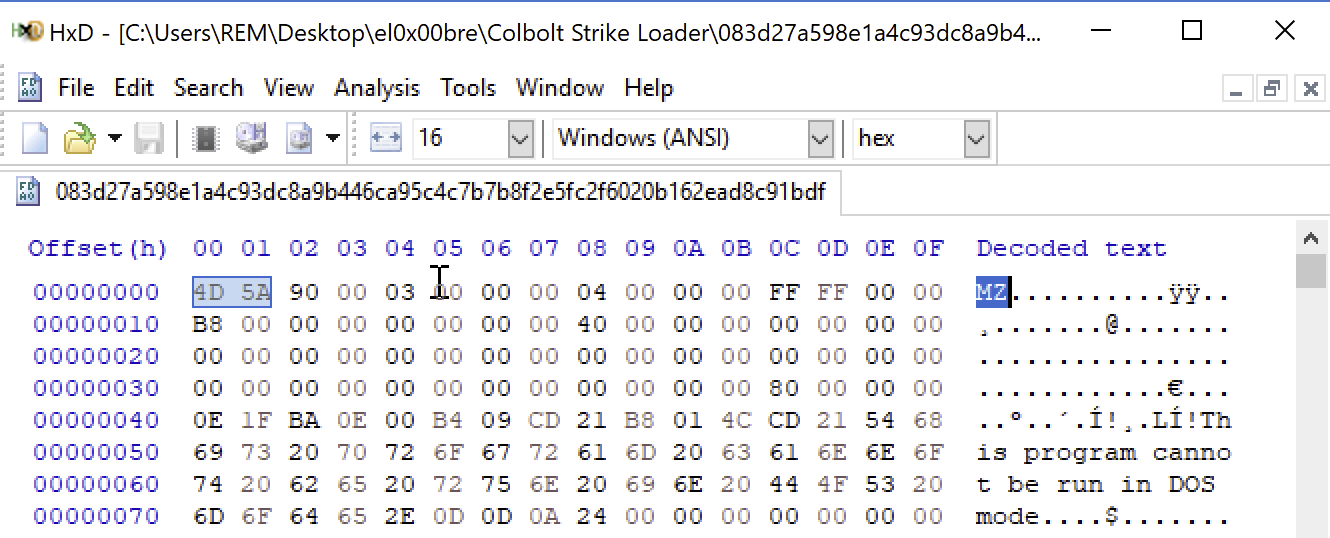 HxD - [C:\Users\REM\Desktop\el0x00bre\Colbolt Strike Loader\083d27a598e1a4c93dc8a9b4...
File Edit Search View Analysis Tools Window Help
16 Windows (ANSI) hex
083d27a598e1a4c93dc8a9b446ca95c4c7b7b8f2e5fc2f6020b162ead8c91bdf
Offset(h) 00 01 02 03 04 05 06 07 08 09 0A 0B 0C 0D 0E 0F Decoded text
00000000 4D 5A 90 00 03 00 00 00 04 00 00 00 FF FF 00 00 MZ..........ÿÿ..
00000010 B8 00 00 00 00 00 00 00 40 00 00 00 00 00 00 00 ¸.......@.......
00000020 00 00 00 00 00 00 00 00 00 00 00 00 00 00 00 00 ................
00000030 00 00 00 00 00 00 00 00 00 00 00 00 80 00 00 00 ............€...
00000040 0E 1F BA 0E 00 B4 09 CD 21 B8 01 4C CD 21 54 68 ..º..´.Í!¸.LÍ!Th
00000050 69 73 20 70 72 6F 67 72 61 6D 20 63 61 6E 6E 6F is program canno
00000060 74 20 62 65 20 72 75 6E 20 69 6E 20 44 4F 53 20 t be run in DOS
00000070 6D 6F 64 65 2E 0D 0D 0A 24 00 00 00 00 00 00 00 mode....$.......